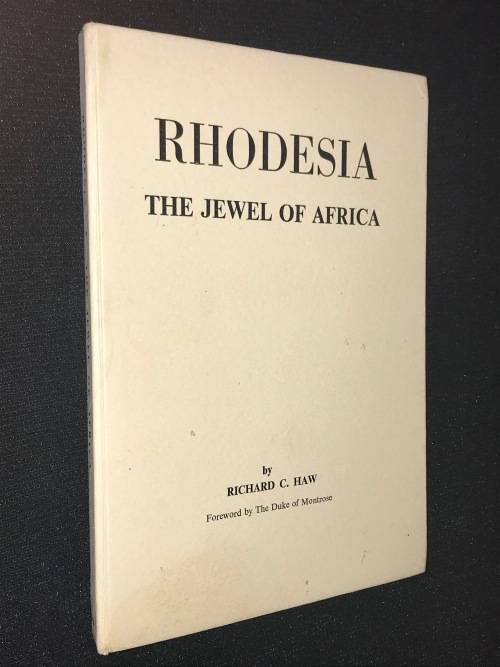 RHODESIA
THE JEWEL OF AFRICA
by
RICHARD C. HAW
Foreword by The Duke of Montrose